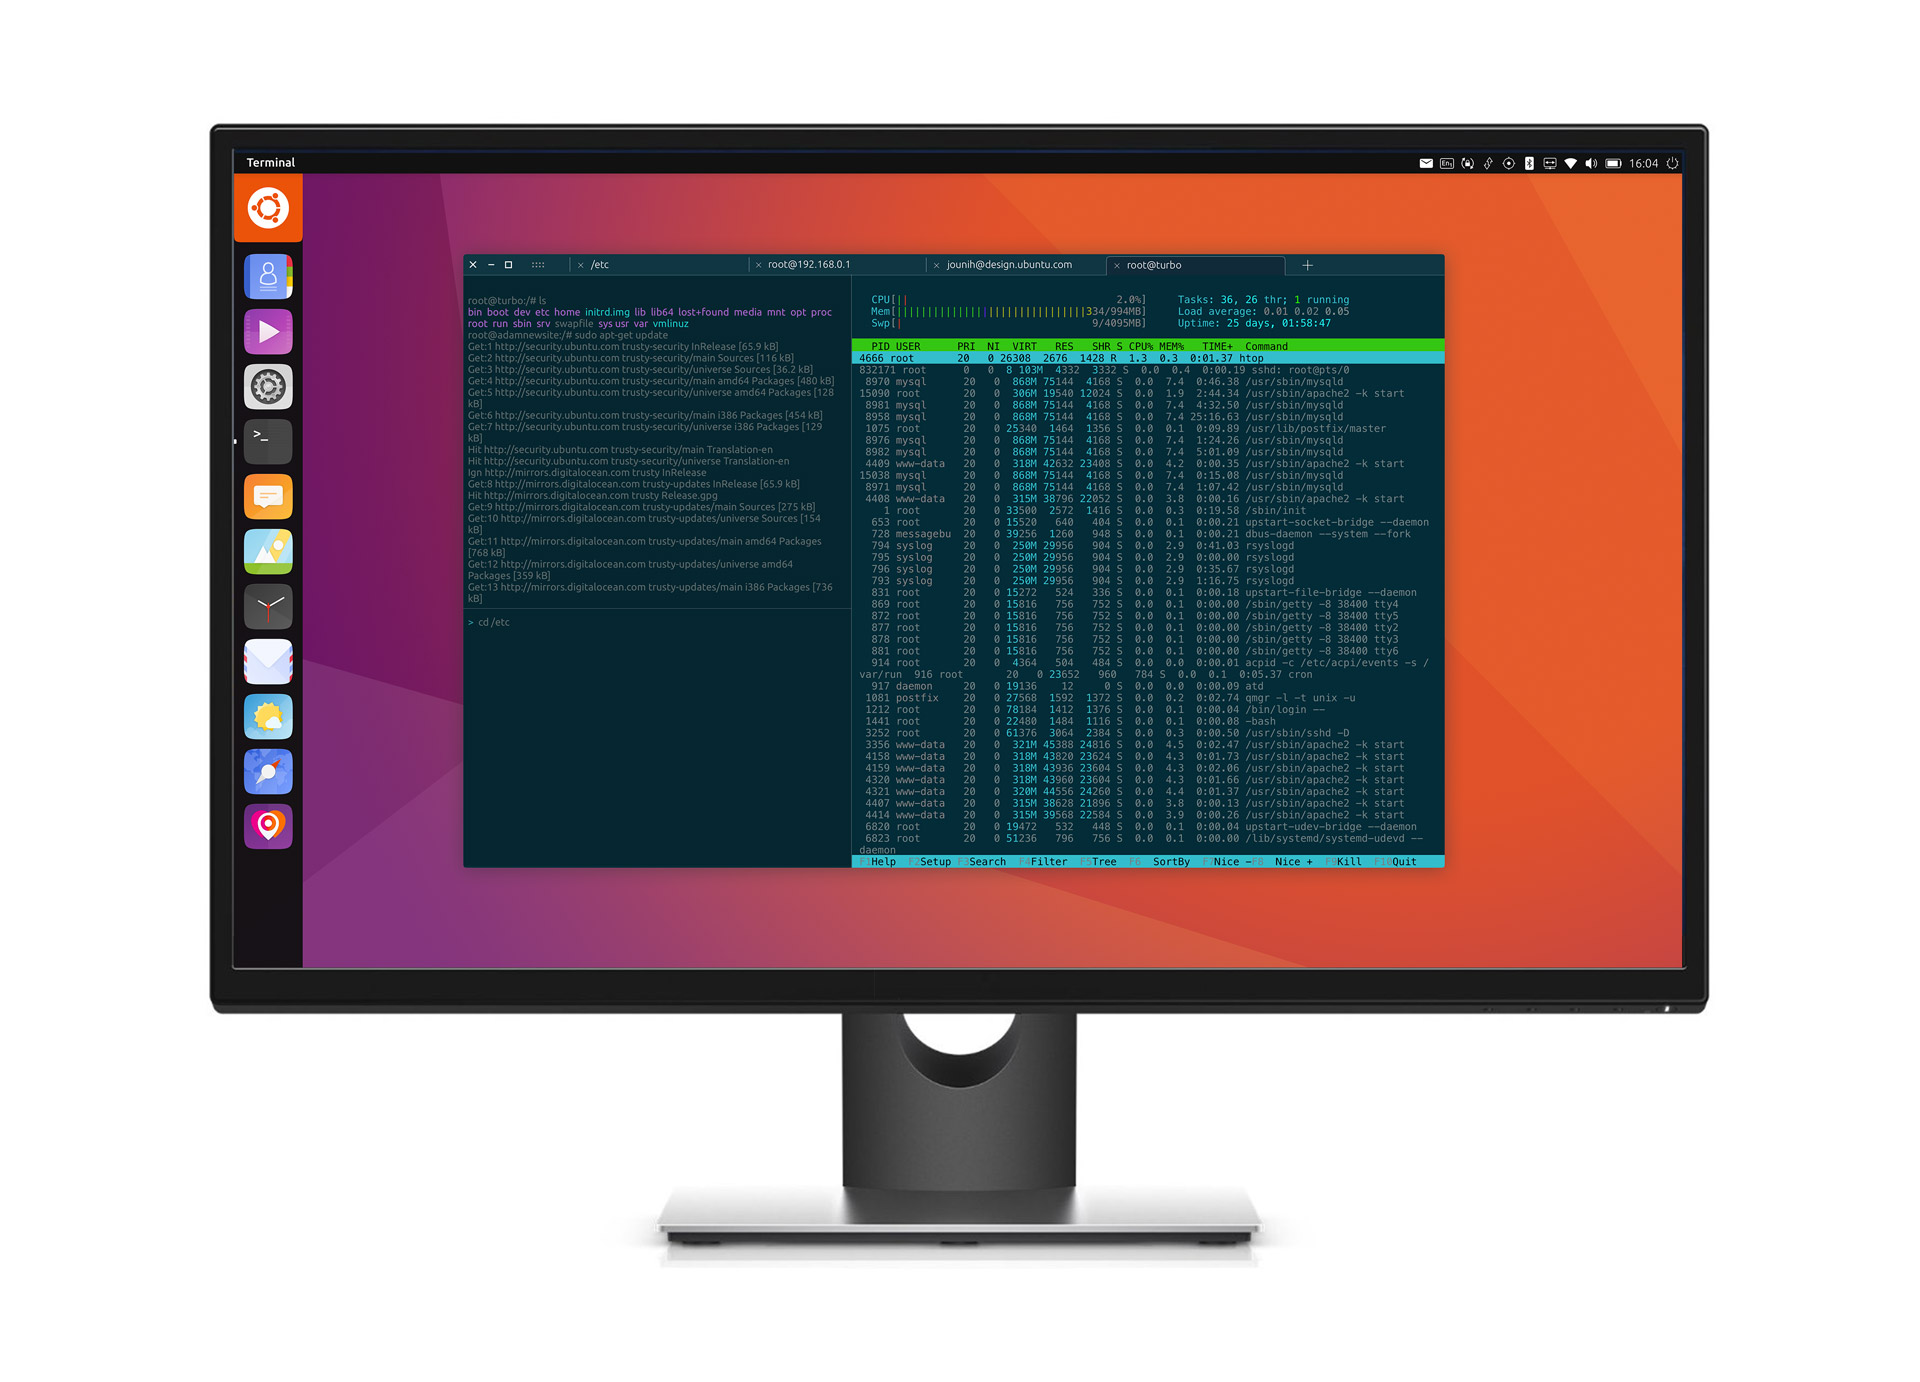 Terminal
En1
16:04
/etc
root@192.168.0.1
jounih@design.ubuntu.com
root@turbo
root@turbo:/# ls
bin boot dev etc home initrd.img lib lib64 lost+found media mnt opt proc
root run sbin srv swapfile sys usr var vmlinuz
root@adamnewsite:/# sudo apt-get update
Get:1 http://security.ubuntu.com trusty-security InRelease [65.9 kB]
Get:2 http://security.ubuntu.com trusty-security/main Sources [116 kB]
Get:3 http://security.ubuntu.com trusty-security/universe Sources [36.2 kB]
Get:4 http://security.ubuntu.com trusty-security/main amd64 Packages [480 kB]
Get:5 http://security.ubuntu.com trusty-security/universe amd64 Packages [128
kB]
Get:6 http://security.ubuntu.com trusty-security/main i386 Packages [454 kB]
Get:7 http://security.ubuntu.com trusty-security/universe i386 Packages [129
kB]
Hit http://security.ubuntu.com trusty-security/main Translation-en
Hit http://security.ubuntu.com trusty-security/universe Translation-en
Ign http://mirrors.digitalocean.com trusty InRelease
Get:8 http://mirrors.digitalocean.com trusty-updates InRelease [65.9 kB]
Hit http://mirrors.digitalocean.com trusty Release.gpg
Get:9 http://mirrors.digitalocean.com trusty-updates/main Sources [275 kB]
Get:10 http://mirrors.digitalocean.com trusty-updates/universe Sources [154
kB]
Get:11 http://mirrors.digitalocean.com trusty-updates/main amd64 Packages
[768 kB]
Get:12 http://mirrors.digitalocean.com trusty-updates/universe amd64
Packages [359 kB]
Get:13 http://mirrors.digitalocean.com trusty-updates/main i386 Packages [736
kB]
> cd /etc
CPU[|| 2.0%] Tasks: 36, 26 thr; 1 running
Mem[||||||||||||||||||||||||||||||||334/994MB] Load average: 0.01 0.02 0.05
Swp[| 9/4095MB] Uptime: 25 days, 01:58:47
PID USER PRI NI VIRT RES SHR S CPU% MEM% TIME+ Command
4666 root 20 0 26308 2676 1428 R 1.3 0.3 0:01.37 htop
832171 root 0 0 8 103M 4332 3332 S 0.0 0.4 0:00.19 sshd: root@pts/0
8970 mysql 20 0 868M 75144 4168 S 0.0 7.4 0:46.38 /usr/sbin/mysqld
15090 root 20 0 306M 19540 12024 S 0.0 1.9 2:44.34 /usr/sbin/apache2 -k start
8981 mysql 20 0 868M 75144 4168 S 0.0 7.4 4:32.50 /usr/sbin/mysqld
8958 mysql 20 0 868M 75144 4168 S 0.0 7.4 25:16.63 /usr/sbin/mysqld
1075 root 20 0 25340 1464 1356 S 0.0 0.1 0:09.89 /usr/lib/postfix/master
8976 mysql 20 0 868M 75144 4168 S 0.0 7.4 1:24.26 /usr/sbin/mysqld
8982 mysql 20 0 868M 75144 4168 S 0.0 7.4 5:01.09 /usr/sbin/mysqld
4409 www-data 20 0 318M 42632 23408 S 0.0 4.2 0:00.35 /usr/sbin/apache2 -k start
15038 mysql 20 0 868M 75144 4168 S 0.0 7.4 0:15.08 /usr/sbin/mysqld
8971 mysql 20 0 868M 75144 4168 S 0.0 7.4 1:07.42 /usr/sbin/mysqld
4408 www-data 20 0 315M 38796 22052 S 0.0 3.8 0:00.16 /usr/sbin/apache2 -k start
1 root 20 0 33500 2572 1416 S 0.0 0.3 0:19.58 /sbin/init
653 root 20 0 15520 640 404 S 0.0 0.1 0:00.21 upstart-socket-bridge --daemon
728 messagebu 20 0 39256 1260 948 S 0.0 0.1 0:00.21 dbus-daemon --system --fork
794 syslog 20 0 250M 29956 904 S 0.0 2.9 0:41.03 rsyslogd
795 syslog 20 0 250M 29956 904 S 0.0 2.9 0:00.00 rsyslogd
796 syslog 20 0 250M 29956 904 S 0.0 2.9 0:35.67 rsyslogd
793 syslog 20 0 250M 29956 904 S 0.0 2.9 1:16.75 rsyslogd
831 root 20 0 15272 524 336 S 0.0 0.1 0:00.18 upstart-file-bridge --daemon
869 root 20 0 15816 756 752 S 0.0 0.1 0:00.00 /sbin/getty -8 38400 tty4
872 root 20 0 15816 756 752 S 0.0 0.1 0:00.00 /sbin/getty -8 38400 tty5
877 root 20 0 15816 756 752 S 0.0 0.1 0:00.00 /sbin/getty -8 38400 tty2
878 root 20 0 15816 756 752 S 0.0 0.1 0:00.00 /sbin/getty -8 38400 tty3
881 root 20 0 15816 756 752 S 0.0 0.1 0:00.00 /sbin/getty -8 38400 tty6
914 root 20 0 4364 504 484 S 0.0 0.0 0:00.01 acpid -c /etc/acpi/events -s /
var/run 916 root 20 0 23652 960 784 S 0.0 0.1 0:05.37 cron
917 daemon 20 0 19136 12 0 S 0.0 0.0 0:00.09 atd
1081 postfix 20 0 27568 1592 1372 S 0.0 0.2 0:02.74 qmgr -l -t unix -u
1212 root 20 0 78184 1412 1376 S 0.0 0.1 0:00.04 /bin/login --
1441 root 20 0 22480 1484 1116 S 0.0 0.1 0:00.08 -bash
3252 root 20 0 61376 3064 2384 S 0.0 0.3 0:00.50 /usr/sbin/sshd -D
3356 www-data 20 0 321M 45388 24816 S 0.0 4.5 0:02.47 /usr/sbin/apache2 -k start
4158 www-data 20 0 318M 43820 23624 S 0.0 4.3 0:01.73 /usr/sbin/apache2 -k start
4159 www-data 20 0 318M 43936 23604 S 0.0 4.3 0:02.06 /usr/sbin/apache2 -k start
4320 www-data 20 0 318M 43960 23604 S 0.0 4.3 0:01.66 /usr/sbin/apache2 -k start
4321 www-data 20 0 320M 44556 24260 S 0.0 4.4 0:01.37 /usr/sbin/apache2 -k start
4407 www-data 20 0 315M 38628 21896 S 0.0 3.8 0:00.13 /usr/sbin/apache2 -k start
4414 www-data 20 0 315M 39568 22584 S 0.0 3.9 0:00.26 /usr/sbin/apache2 -k start
6820 root 20 0 19472 532 448 S 0.0 0.1 0:00.04 upstart-udev-bridge --daemon
6823 root 20 0 51236 796 756 S 0.0 0.1 0:00.00 /lib/systemd/systemd-udevd --
daemon
F1Help F2Setup F3Search F4Filter F5Tree F6 SortBy F7Nice -F8 Nice + F9Kill F10Quit
>_